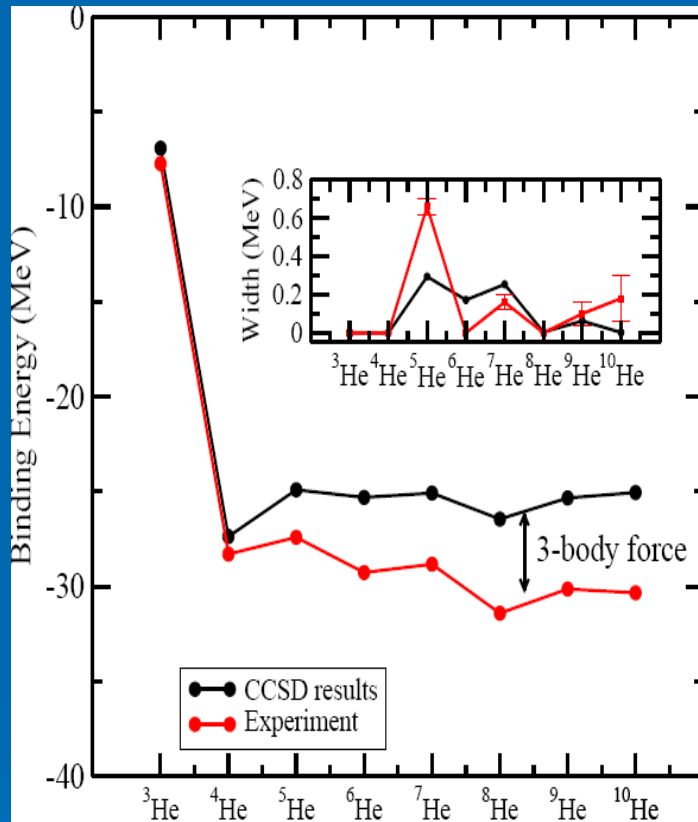 0
-10
-20
-30
-40
Binding Energy (MeV)
0.8
0.6
0.4
0.2
0
Width (MeV)
³He ⁴He ⁵He ⁶He ⁷He ⁸He ⁹He ¹⁰He
3-body force
CCSD results
Experiment
³He ⁴He ⁵He ⁶He ⁷He ⁸He ⁹He ¹⁰He